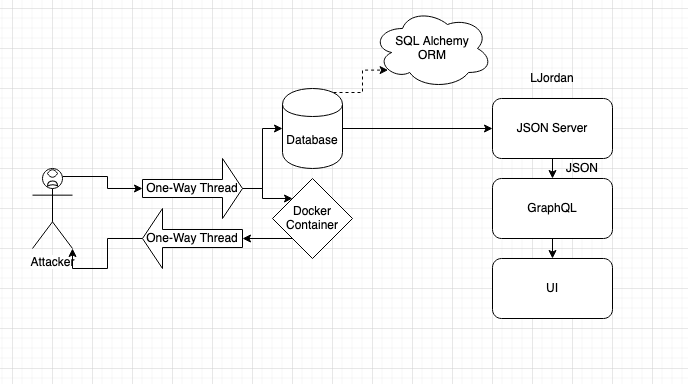 SQL Alchemy
ORM
LJordan
Database
JSON Server
JSON
One-Way Thread
Docker
Container
GraphQL
One-Way Thread
Attacker
UI